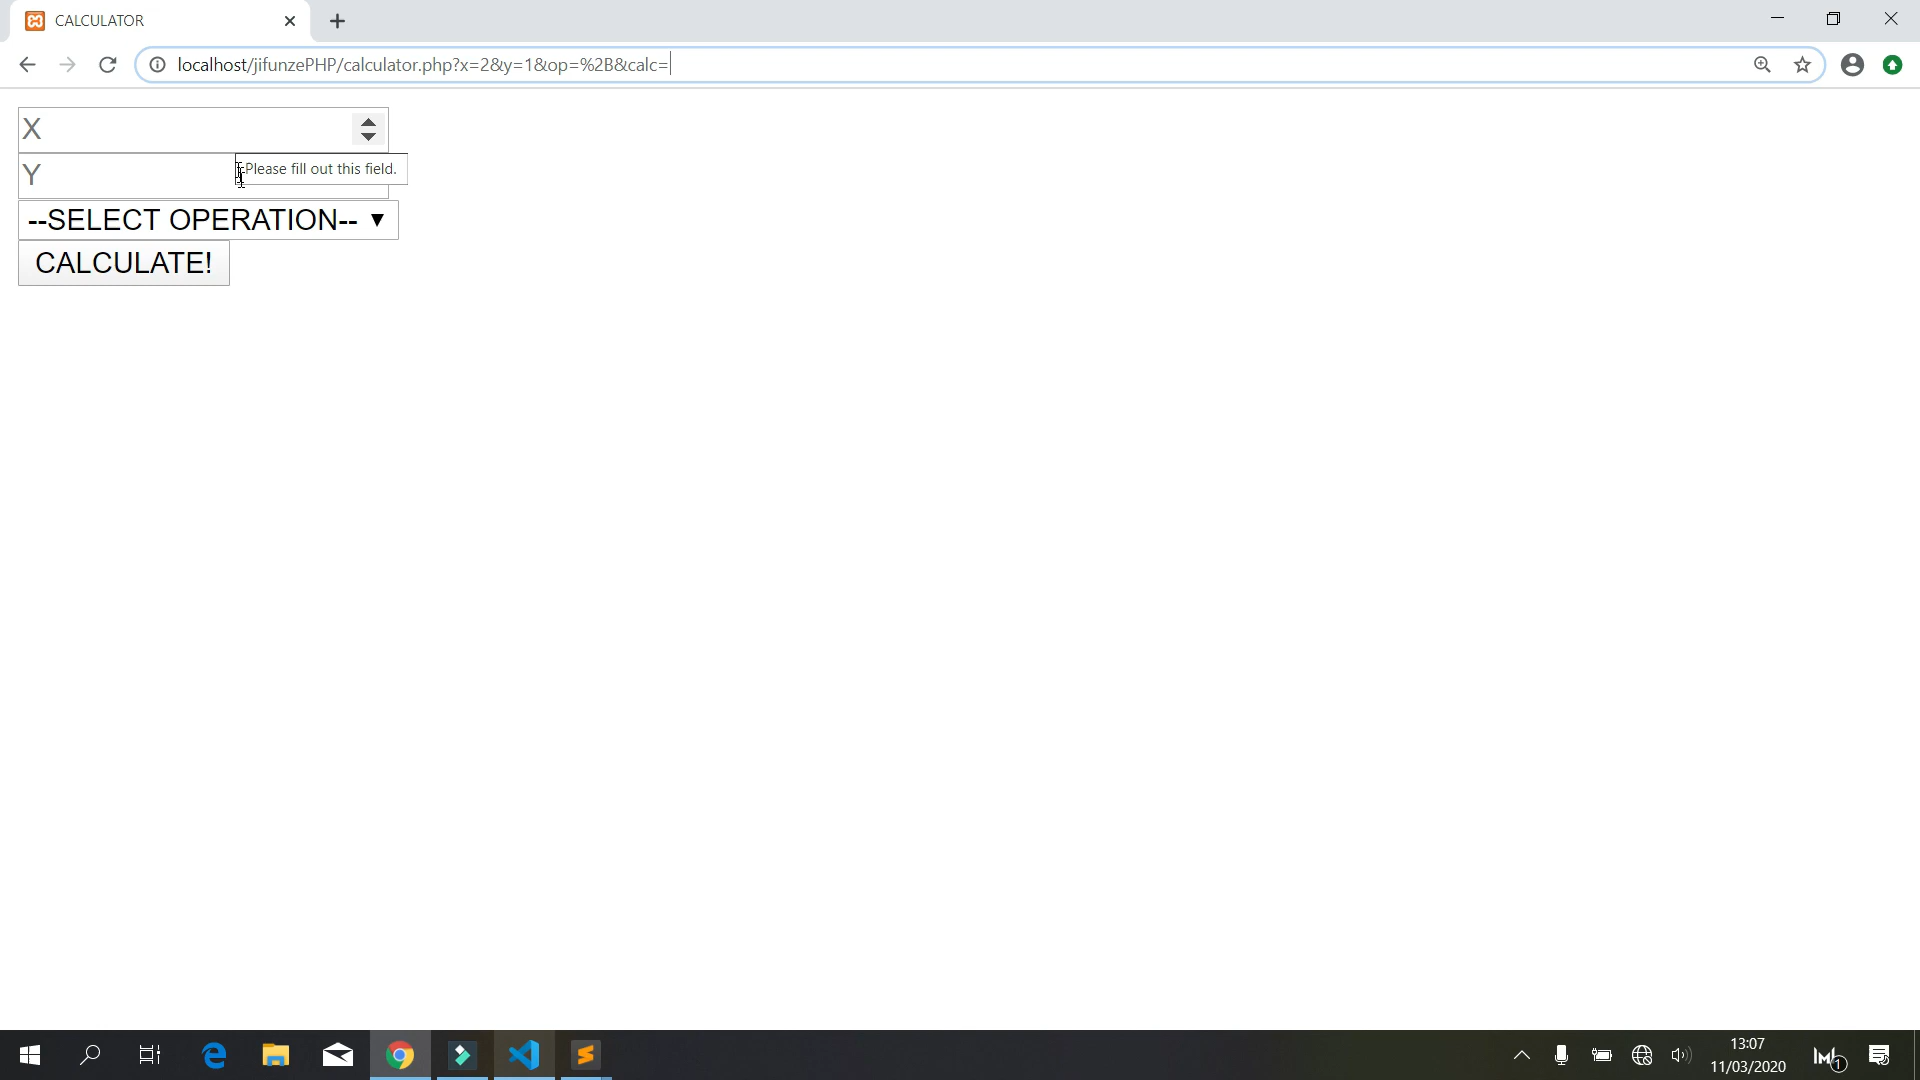 CALCULATOR
localhost/jifunzePHP/calculator.php?x=2&y=1&op=%2B&calc=
X
Y
Please fill out this field.
--SELECT OPERATION--
CALCULATE!
13:07
11/03/2020
1